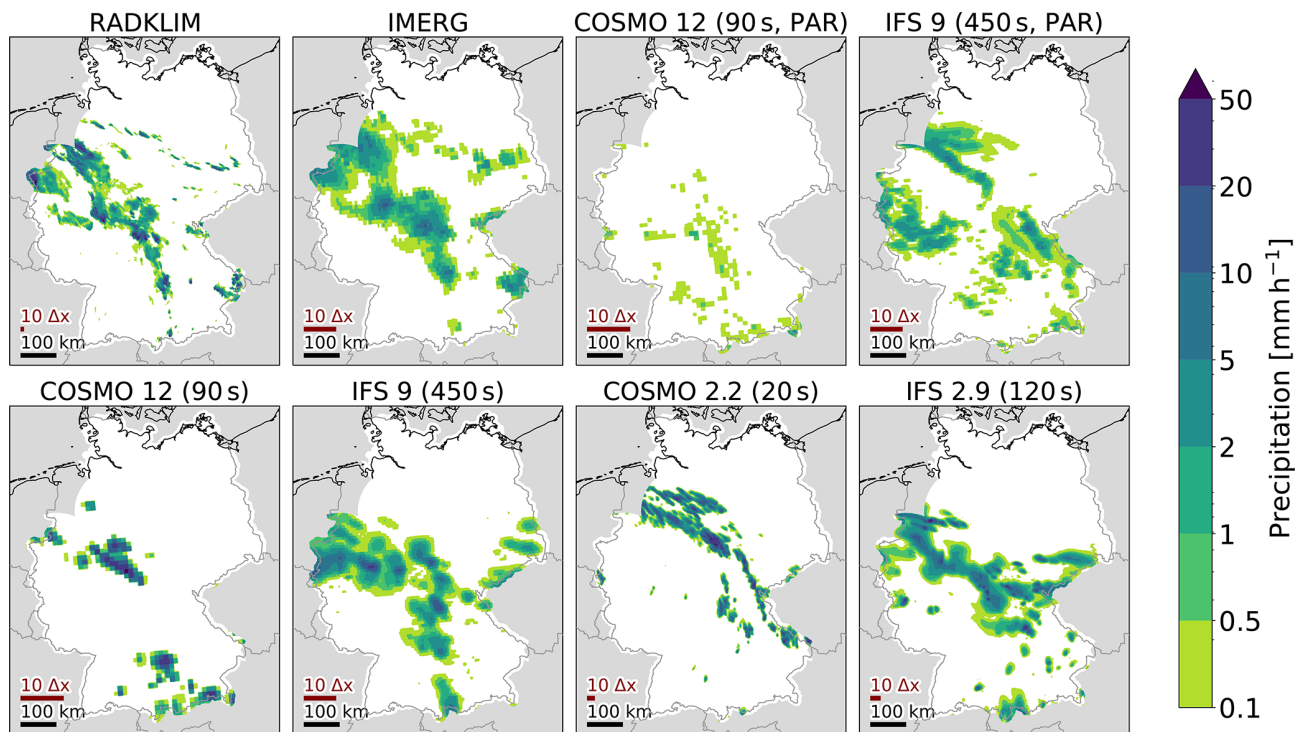 RADKLIM
IMERG
COSMO 12 (90 s, PAR)
IFS 9 (450 s, PAR)
10 Δx
100 km
10 Δx
100 km
10 Δx
100 km
10 Δx
100 km
COSMO 12 (90 s)
IFS 9 (450 s)
COSMO 2.2 (20 s)
IFS 2.9 (120 s)
10 Δx
100 km
10 Δx
100 km
10 Δx
100 km
10 Δx
100 km
50
20
10
5
2
1
0.5
0.1
Precipitation [mm h⁻¹]